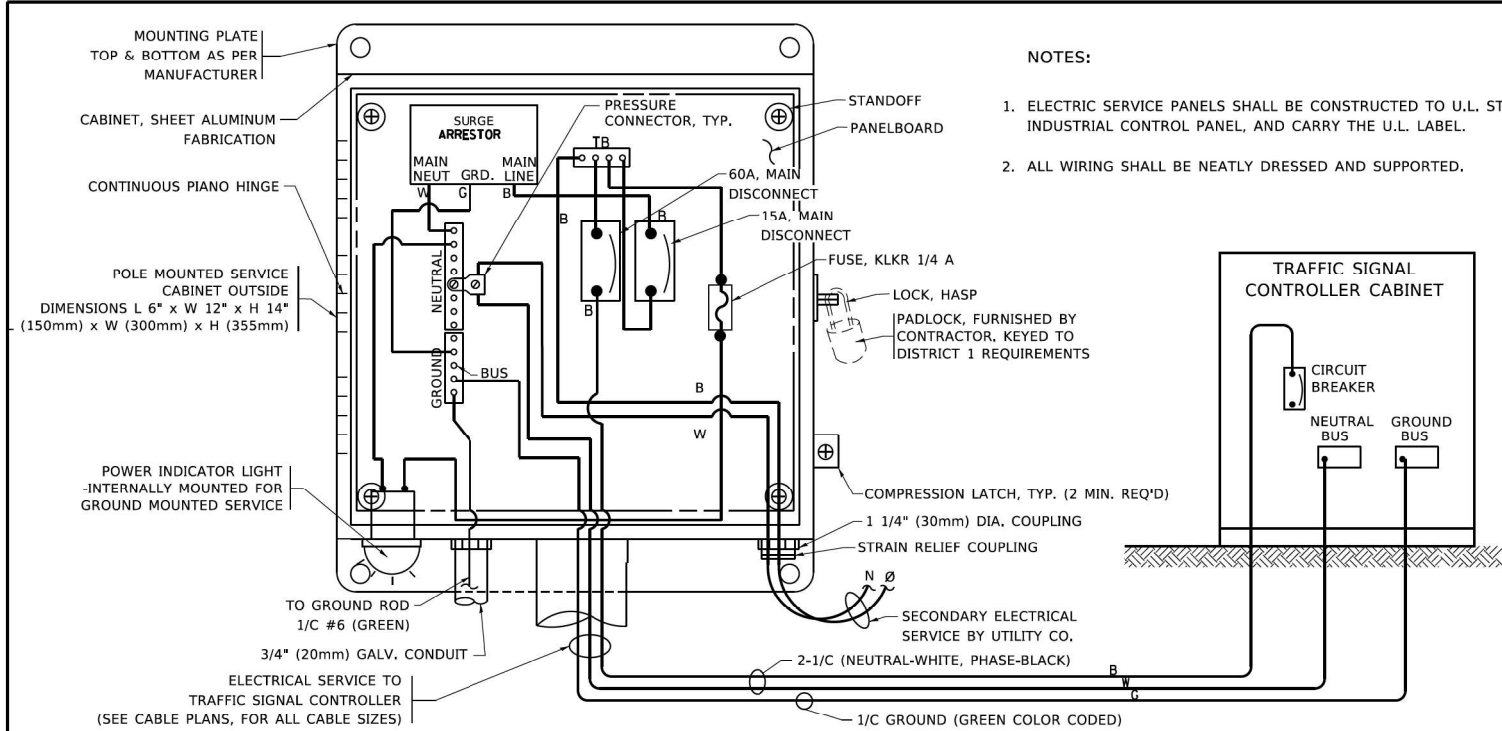 MOUNTING PLATE
TOP & BOTTOM AS PER
MANUFACTURER
CABINET, SHEET ALUMINUM
FABRICATION
CONTINUOUS PIANO HINGE
POLE MOUNTED SERVICE
CABINET OUTSIDE
DIMENSIONS L 6" x W 12" x H 14"
(150mm) x W (300mm) x H (355mm)
POWER INDICATOR LIGHT
-INTERNALLY MOUNTED FOR
GROUND MOUNTED SERVICE
TO GROUND ROD
1/C #6 (GREEN)
3/4" (20mm) GALV. CONDUIT
ELECTRICAL SERVICE TO
TRAFFIC SIGNAL CONTROLLER
(SEE CABLE PLANS, FOR ALL CABLE SIZES)
SURGE
ARRESTOR
MAIN
NEUT
GRD.
MAIN
LINE
W
G
B
PRESSURE
CONNECTOR, TYP.
TB
B
B
B
NEUTRAL
GROUND
BUS
B
W
STANDOFF
PANELBOARD
60A, MAIN
DISCONNECT
15A, MAIN
DISCONNECT
FUSE, KLKR 1/4 A
LOCK, HASP
PADLOCK, FURNISHED BY
CONTRACTOR, KEYED TO
DISTRICT 1 REQUIREMENTS
COMPRESSION LATCH, TYP. (2 MIN. REQ'D)
1 1/4" (30mm) DIA. COUPLING
STRAIN RELIEF COUPLING
N Ø
SECONDARY ELECTRICAL
SERVICE BY UTILITY CO.
2-1/C (NEUTRAL-WHITE, PHASE-BLACK)
B
W
G
1/C GROUND (GREEN COLOR CODED)
NOTES:
1. ELECTRIC SERVICE PANELS SHALL BE CONSTRUCTED TO U.L. ST
INDUSTRIAL CONTROL PANEL, AND CARRY THE U.L. LABEL.
2. ALL WIRING SHALL BE NEATLY DRESSED AND SUPPORTED.
TRAFFIC SIGNAL
CONTROLLER CABINET
CIRCUIT
BREAKER
NEUTRAL
BUS
GROUND
BUS